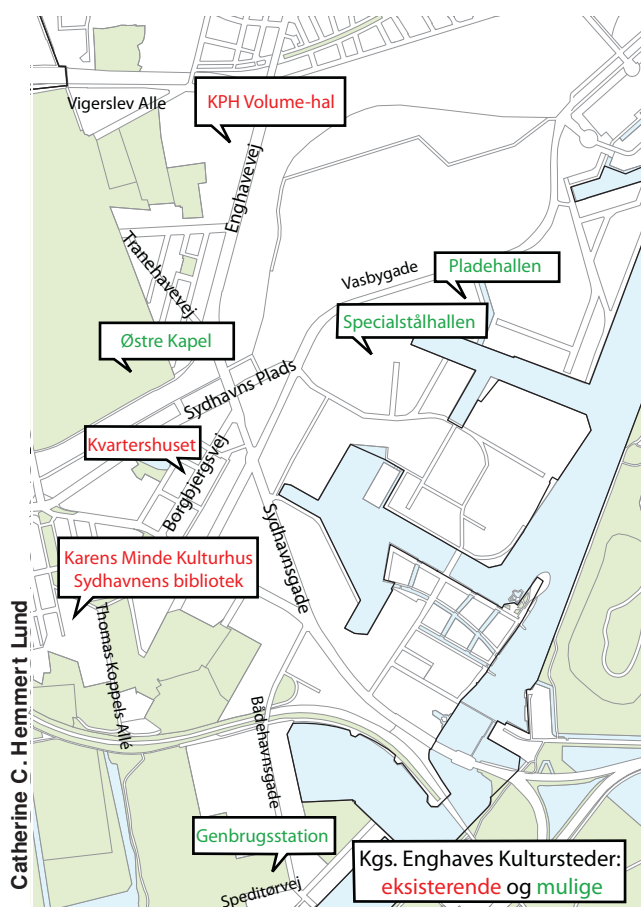 Vigerslev Alle
KPH Volume-hal
Enghavevej
Tranehavevej
Vasbygade
Pladehallen
Specialstålhallen
Østre Kapel
Sydhavns Plads
Kvartershuset
Borgbjergsvej
Sydhavnsgade
Karens Minde Kulturhus
Sydhavnens bibliotek
Thomas Koppels Allé
Bådehavnsgade
Genbrugsstation
Speditørvej
Kgs. Enghaves Kultursteder:
eksisterende og mulige
Catherine C. Hemmert Lund